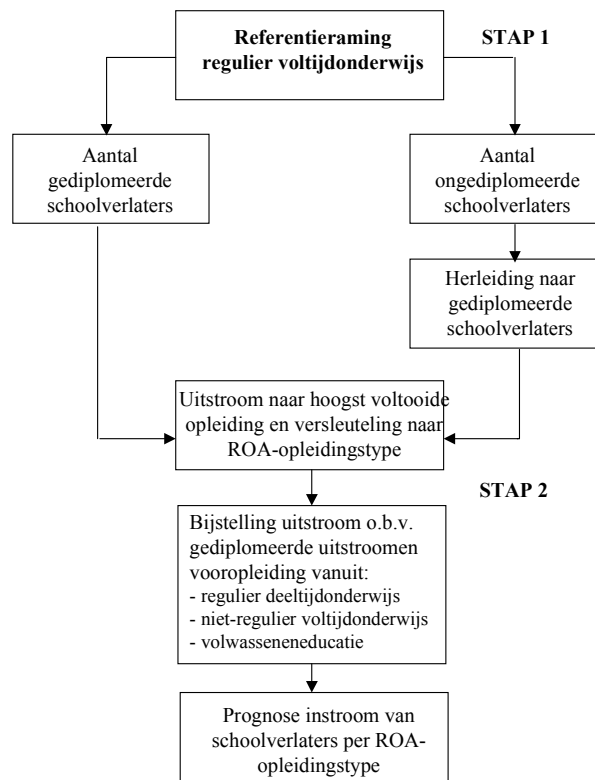 Referentieraming
regulier voltijdonderwijs
STAP 1
Aantal
gediplomeerde
schoolverlaters
Aantal
ongediplomeerde
schoolverlaters
Herleiding naar
gediplomeerde
schoolverlaters
Uitstroom naar hoogst voltooide
opleiding en versleuteling naar
ROA-opleidingstype
STAP 2
Bijstelling uitstroom o.b.v.
gediplomeerde uitstroomen
vooropleiding vanuit:
- regulier deeltijdonderwijs
- niet-regulier voltijdonderwijs
- volwasseneneducatie
Prognose instroom van
schoolverlaters per ROA-
opleidingstype